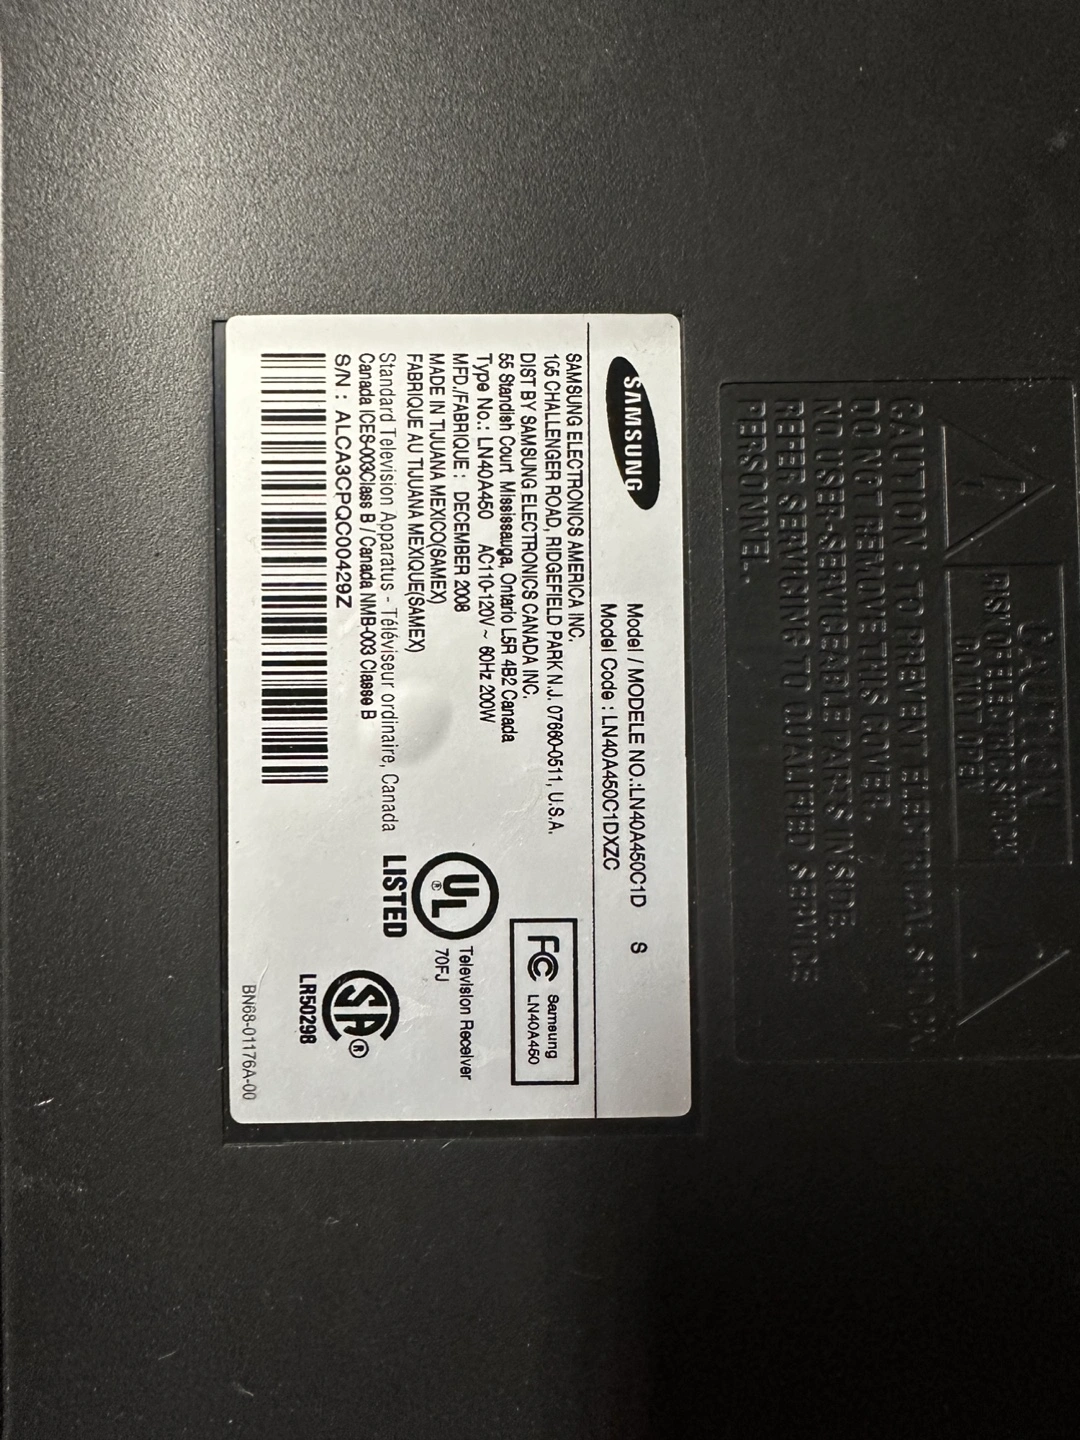 CAUTION
RISK OF ELECTRIC SHOCK
DO NOT OPEN
CAUTION : TO PREVENT ELECTRICAL SHOCK
DO NOT REMOVE THIS COVER.
NO USER-SERVICEABLE PARTS INSIDE.
REFER SERVICING TO QUALIFIED SERVICE
PERSONNEL.
SAMSUNG
Model / MODELE NO.:LN40A450C1D S
Model Code : LN40A450C1DXZC
SAMSUNG ELECTRONICS AMERICA INC.
105 CHALLENGER ROAD, RIDGEFIELD PARK N.J. 07660-0511, U.S.A.
DIST BY SAMSUNG ELECTRONICS CANADA INC.
55 Standish Court Mississauga, Ontario L5R 4B2 Canada
Type No.: LN40A450 AC110-120V ~ 60Hz 200W
MFD./FABRIQUE : DECEMBER 2008
MADE IN TIJUANA MEXICO(SAMEX)
FABRIQUE AU TIJUANA MEXIQUE(SAMEX)
Standard Television Apparatus - Téléviseur ordinaire, Canada
Canada ICES-003Class B / Canada NMB-003 Classe B
S/N : ALCA3CPQC00429Z
FC
Samsung
LN40A450
UL®
LISTED
Television Receiver
70FJ
SA®
LR50298
BN68-01176A-00